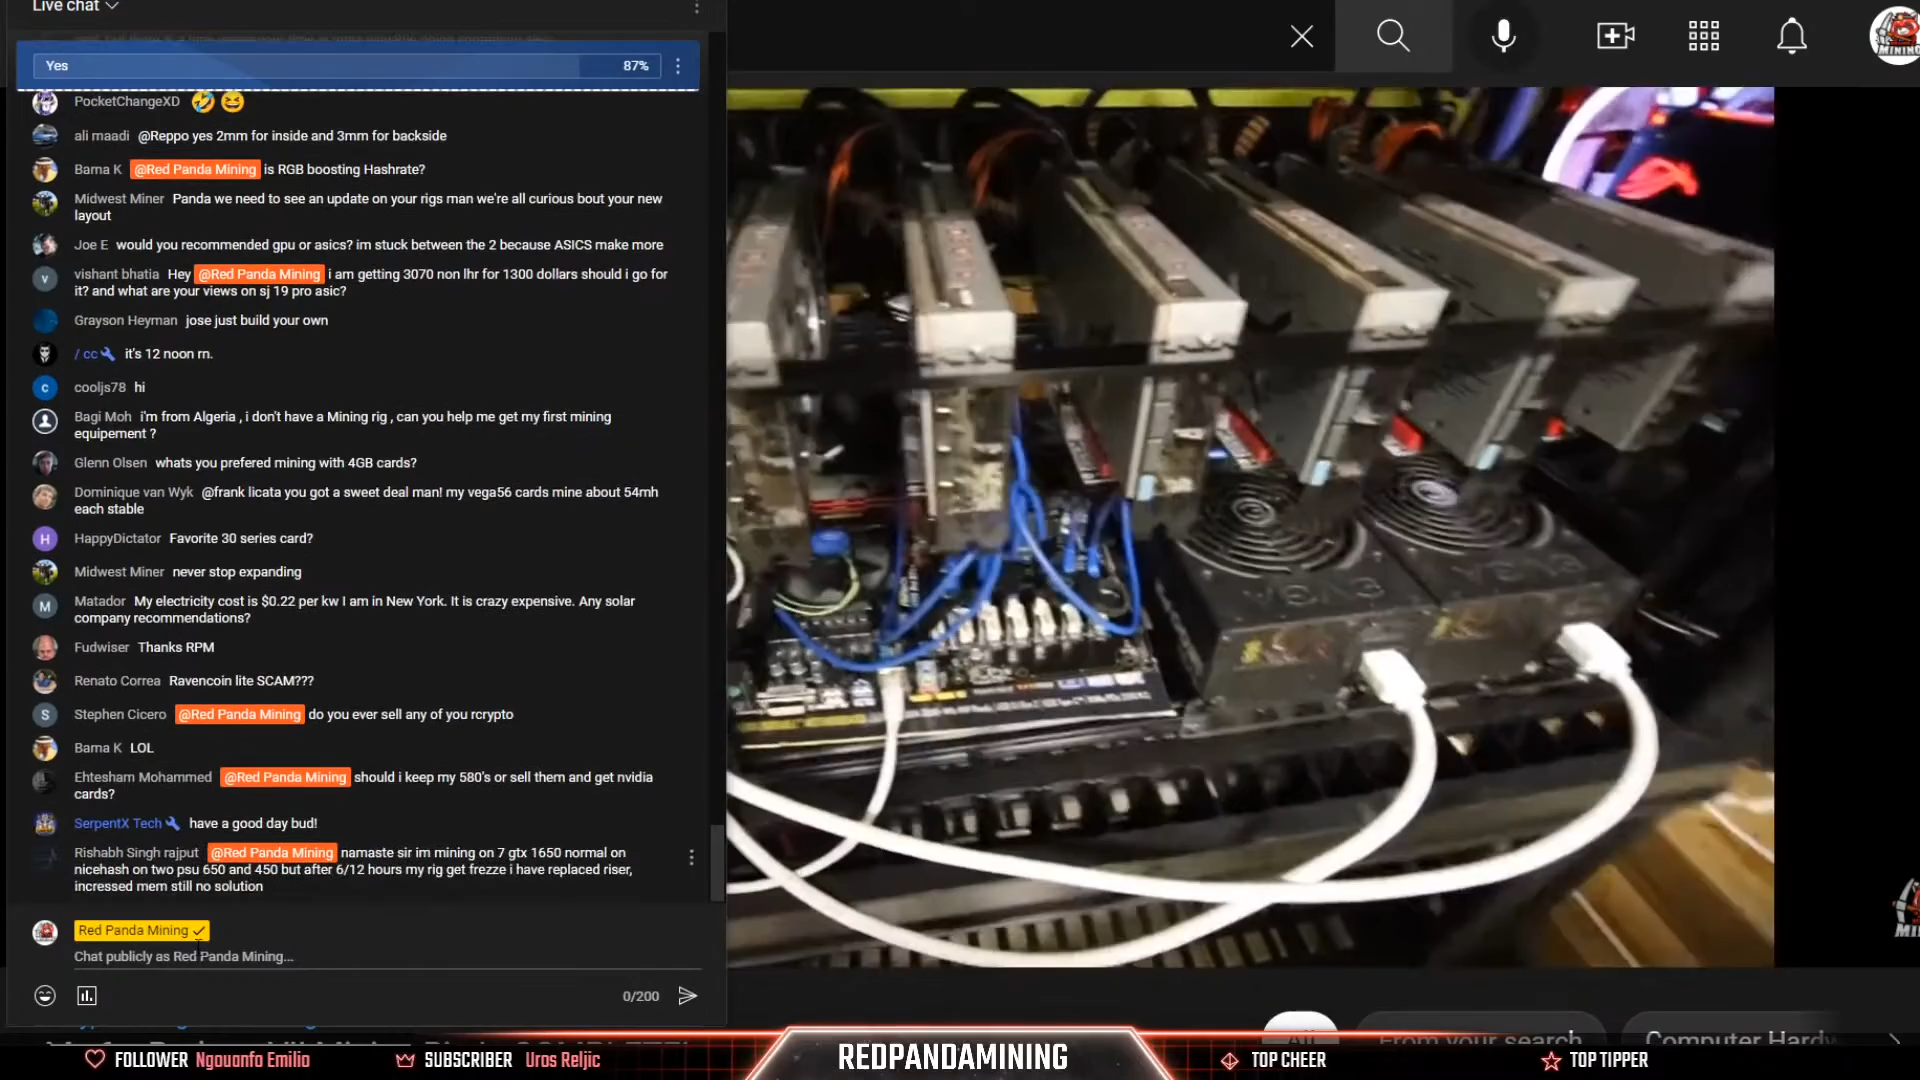 Live chat
Yes 87%
PocketChangeXD
ali maadi @Reppo yes 2mm for inside and 3mm for backside
Barna K @Red Panda Mining is RGB boosting Hashrate?
Midwest Miner Panda we need to see an update on your rigs man we're all curious bout your new
layout
Joe E would you recommended gpu or asics? im stuck between the 2 because ASICS make more
vishant bhatia Hey @Red Panda Mining i am getting 3070 non lhr for 1300 dollars should i go for
it? and what are your views on sj 19 pro asic?
Grayson Heyman jose just build your own
/ cc it's 12 noon rn.
cooljs78 hi
Bagi Moh i'm from Algeria , i don't have a Mining rig , can you help me get my first mining
equipement ?
Glenn Olsen whats you prefered mining with 4GB cards?
Dominique van Wyk @frank licata you got a sweet deal man! my vega56 cards mine about 54mh
each stable
HappyDictator Favorite 30 series card?
Midwest Miner never stop expanding
Matador My electricity cost is $0.22 per kw I am in New York. It is crazy expensive. Any solar
company recommendations?
Fudwiser Thanks RPM
Renato Correa Ravencoin lite SCAM???
Stephen Cicero @Red Panda Mining do you ever sell any of you rcrypto
Barna K LOL
Ehtesham Mohammed @Red Panda Mining should i keep my 580's or sell them and get nvidia
cards?
SerpentX Tech have a good day bud!
Rishabh Singh rajput @Red Panda Mining namaste sir im mining on 7 gtx 1650 normal on
nicehash on two psu 650 and 450 but after 6/12 hours my rig get frezze i have replaced riser,
incressed mem still no solution
Red Panda Mining
Chat publicly as Red Panda Mining...
0/200
All From your search Computer Hardw
FOLLOWER Ngouonfo Emilio
SUBSCRIBER Uros Reljic
REDPANDAMINING
TOP CHEER
TOP TIPPER
MINING